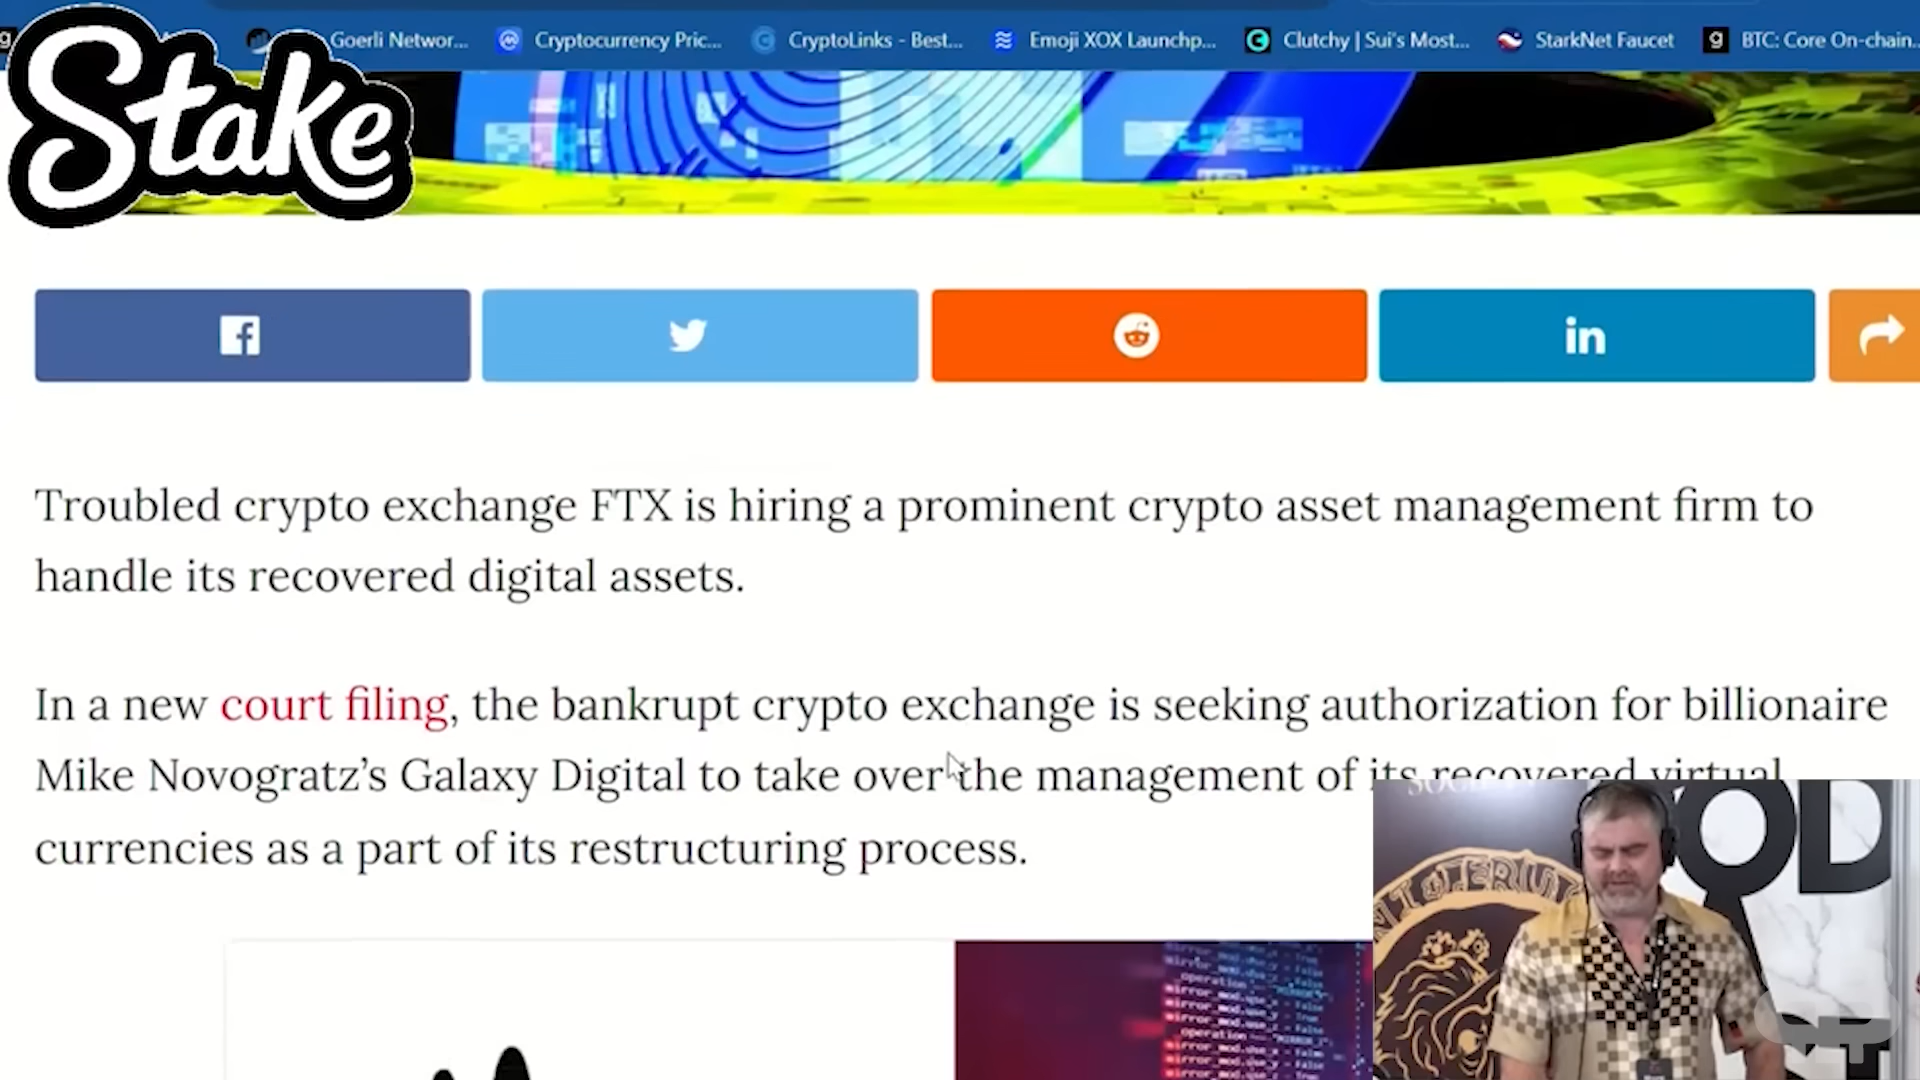 Stake
Goerli Networ...
Cryptocurrency Pric...
CryptoLinks - Best...
Emoji XOX Launchp...
Clutchy | Sui's Most...
StarkNet Faucet
BTC: Core On-chain...
Troubled crypto exchange FTX is hiring a prominent crypto asset management firm to
handle its recovered digital assets.
In a new court filing, the bankrupt crypto exchange is seeking authorization for billionaire
Mike Novogratz’s Galaxy Digital to take over the management of its recovered virtual
currencies as a part of its restructuring process.